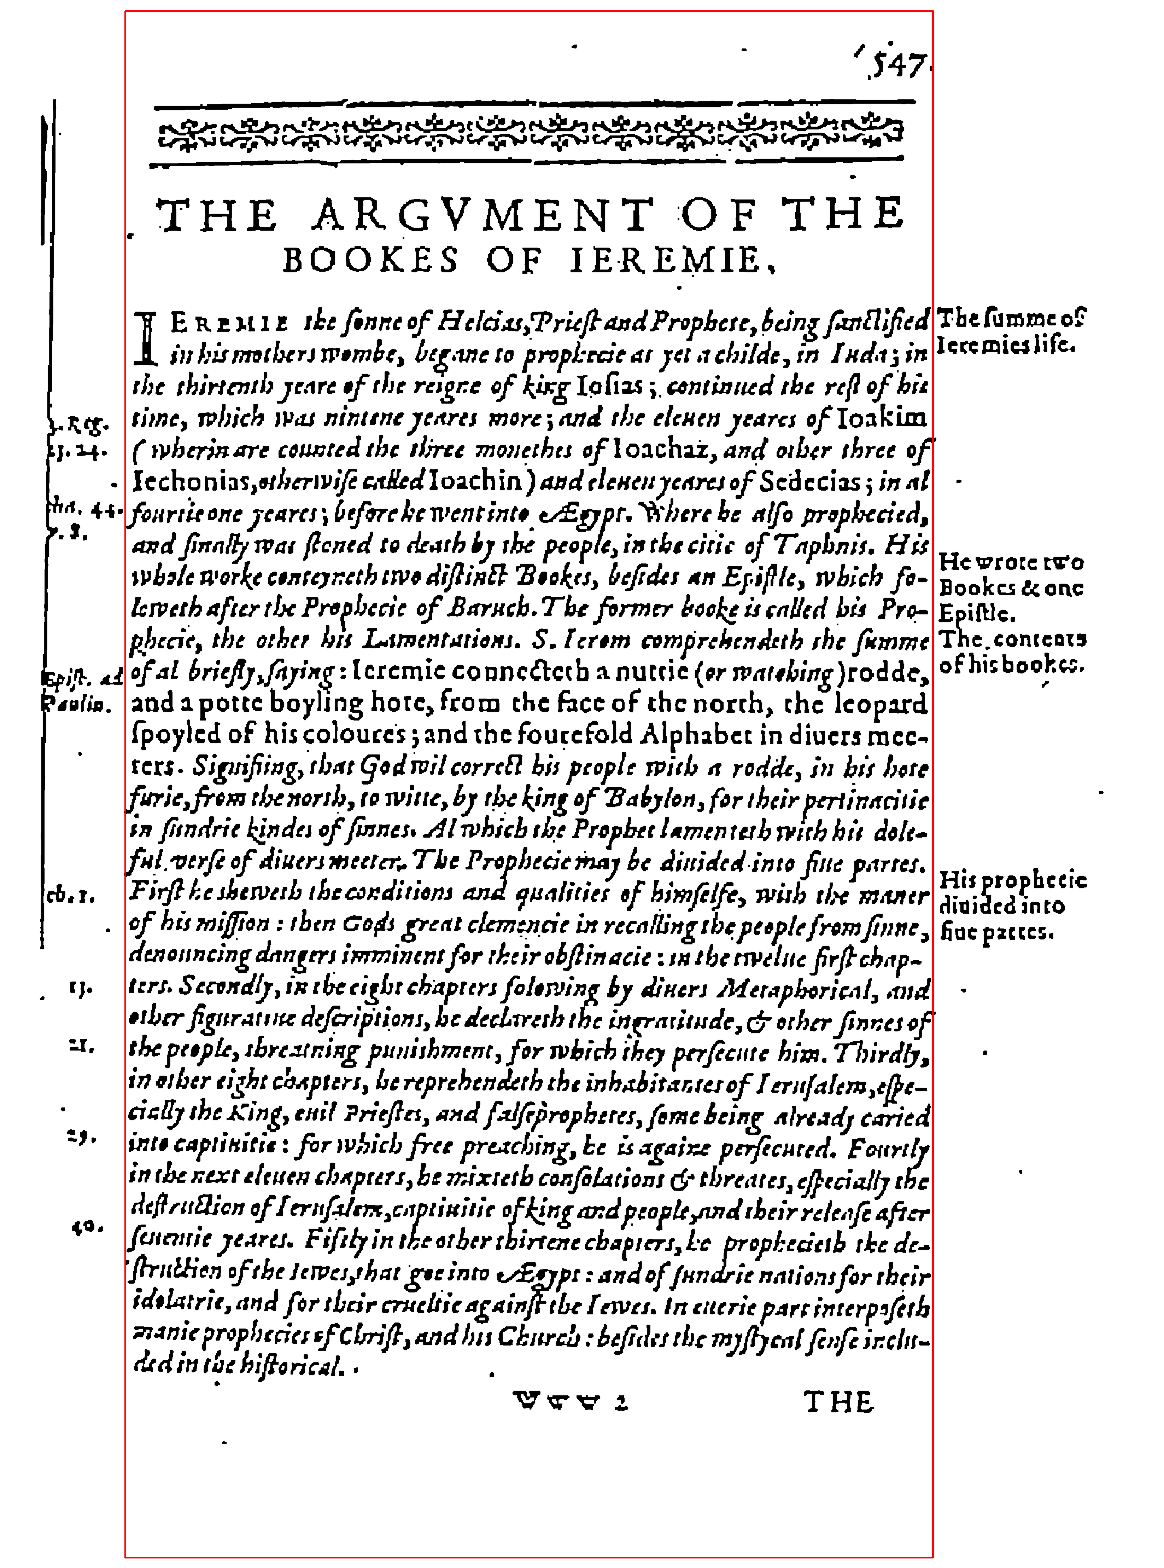 547
THE ARGVMENT OF THE
BOOKES OF IEREMIE.
IEREMIE the sonne of Helcias, Priest and Prophete, being sanctified
in his mothers wombe, begane to prophecie as yet a childe, in Iuda; in
the thirtenth yeare of the reigne of king Iosias; continued the rest of his
time, which was nintene yeares more; and the eleuen yeares of Ioakim
(wherin are counted the three monethes of Ioachaz, and other three of
Iechonias, otherwise called Ioachin) and eleuen yeares of Sedecias; in al
fourtie one yeares; before he went into Ægypt. Where he also prophecied,
and finally was stoned to death by the people, in the citie of Taphnis. His
whole worke conteyneth two distinct Bookes, besides an Epistle, which fo-
loweth after the Prophecie of Baruch. The former booke is called his Pro-
phecie, the other his Lamentations. S. Ierom comprehendeth the summe
of al briefly, saying: Ieremie connecteth a nuttie (or watching) rodde,
and a potte boyling hote, from the face of the north, the leopard
spoyled of his coloures; and the fourefold Alphabet in diuers mee-
ters. Signifiing, that God wil correct his people with a rodde, in his hote
furie, from the north, to witte, by the king of Babylon, for their pertinacitie
in sundrie kindes of sinnes. Al which the Prophet lamenteth with his dole-
ful verse of diuers meeter. The Prophecie may be diuided into fiue partes.
First he sheweth the conditions and qualities of himselfe, with the maner
of his mission: then Gods great clemencie in recalling the people from sinne,
denouncing dangers imminent for their obstinacie: in the twelue first chap-
ters. Secondly, in the eight chapters folowing by diuers Metaphorical, and
other figuratiue descriptions, he declareth the ingratitude, & other sinnes of
the people, threatning punishment, for which they persecute him. Thirdly,
in other eight chapters, he reprehendeth the inhabitantes of Ierusalem, espe-
cially the King, euil Priestes, and falseprophetes, some being already caried
into captiuitie: for which free preaching, he is againe persecuted. Fourtly
in the next eleuen chapters, he mixteth consolations & threates, especially the
destruction of Ierusalem, captiuitie of king and people, and their release after
seuentie yeares. Fiftly in the other thirtene chapters, he prophecieth the de-
struction of the Iewes, that goe into Ægypt: and of sundrie nations for their
idolatrie, and for their crueltie against the Iewes. In euerie part interposeth
manie prophecies of Christ, and his Church: besides the mystycal sense inclu-
ded in the historical.
Www 2 THE
Reg.
24.
cha. 44.
v. 8.
Epist. ad
Paulin.
ch. 1.
13.
21.
29.
40.
The summe of
Ieremies life.
He wrote two
Bookes & one
Epistle.
The contents
of his bookes.
His prophecie
diuided into
fiue partes.